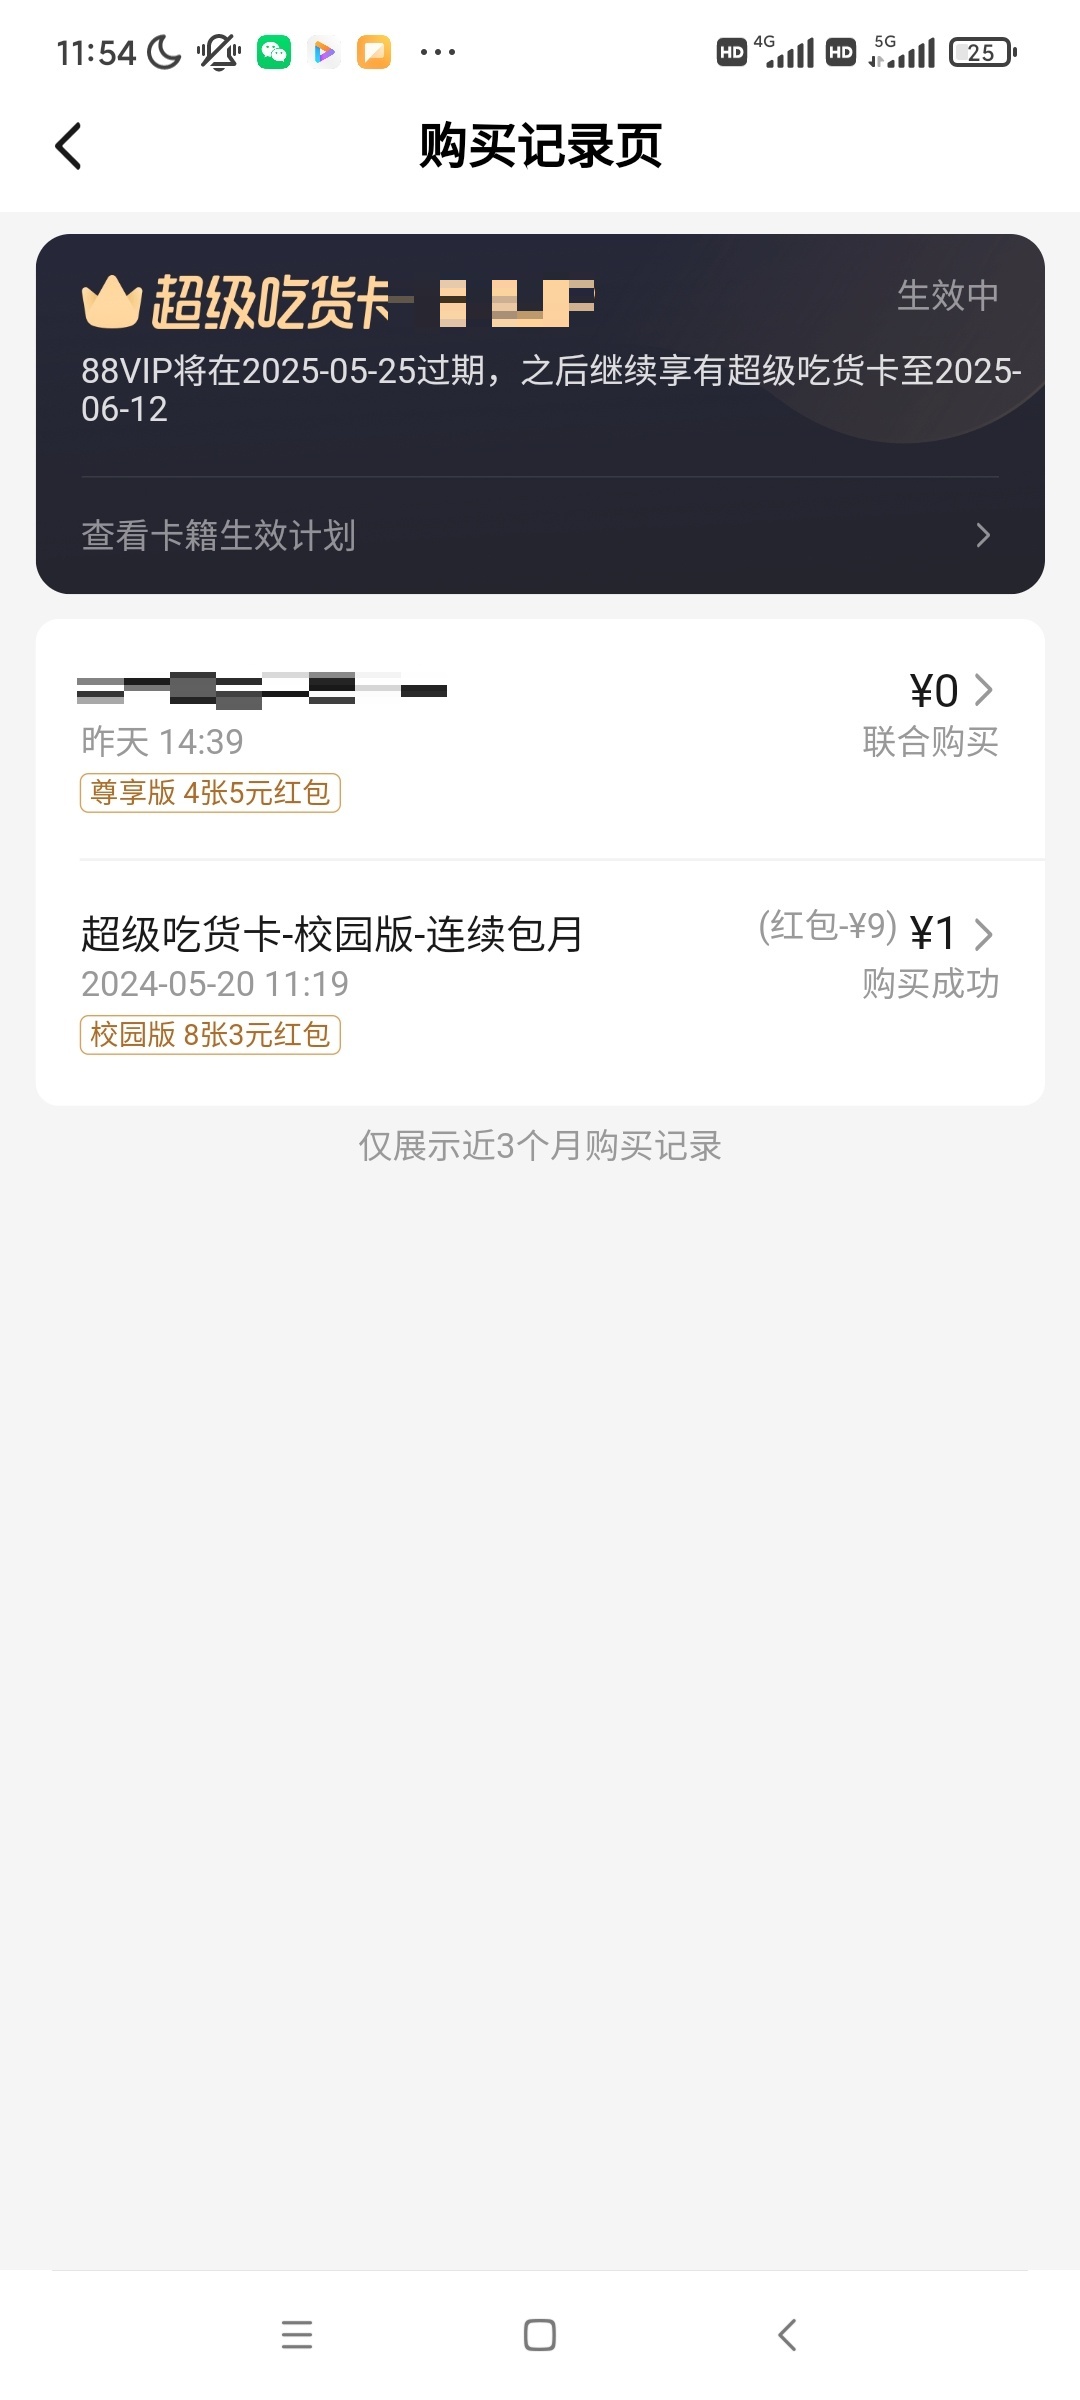 11:54
HD 4G HD 5G 25
购买记录页
超级吃货卡
生效中
88VIP将在2025-05-25过期，之后继续享有超级吃货卡至2025-
06-12
查看卡籍生效计划
¥0
昨天 14:39
联合购买
尊享版 4张5元红包
超级吃货卡-校园版-连续包月
(红包-¥9) ¥1
2024-05-20 11:19
购买成功
校园版 8张3元红包
仅展示近3个月购买记录